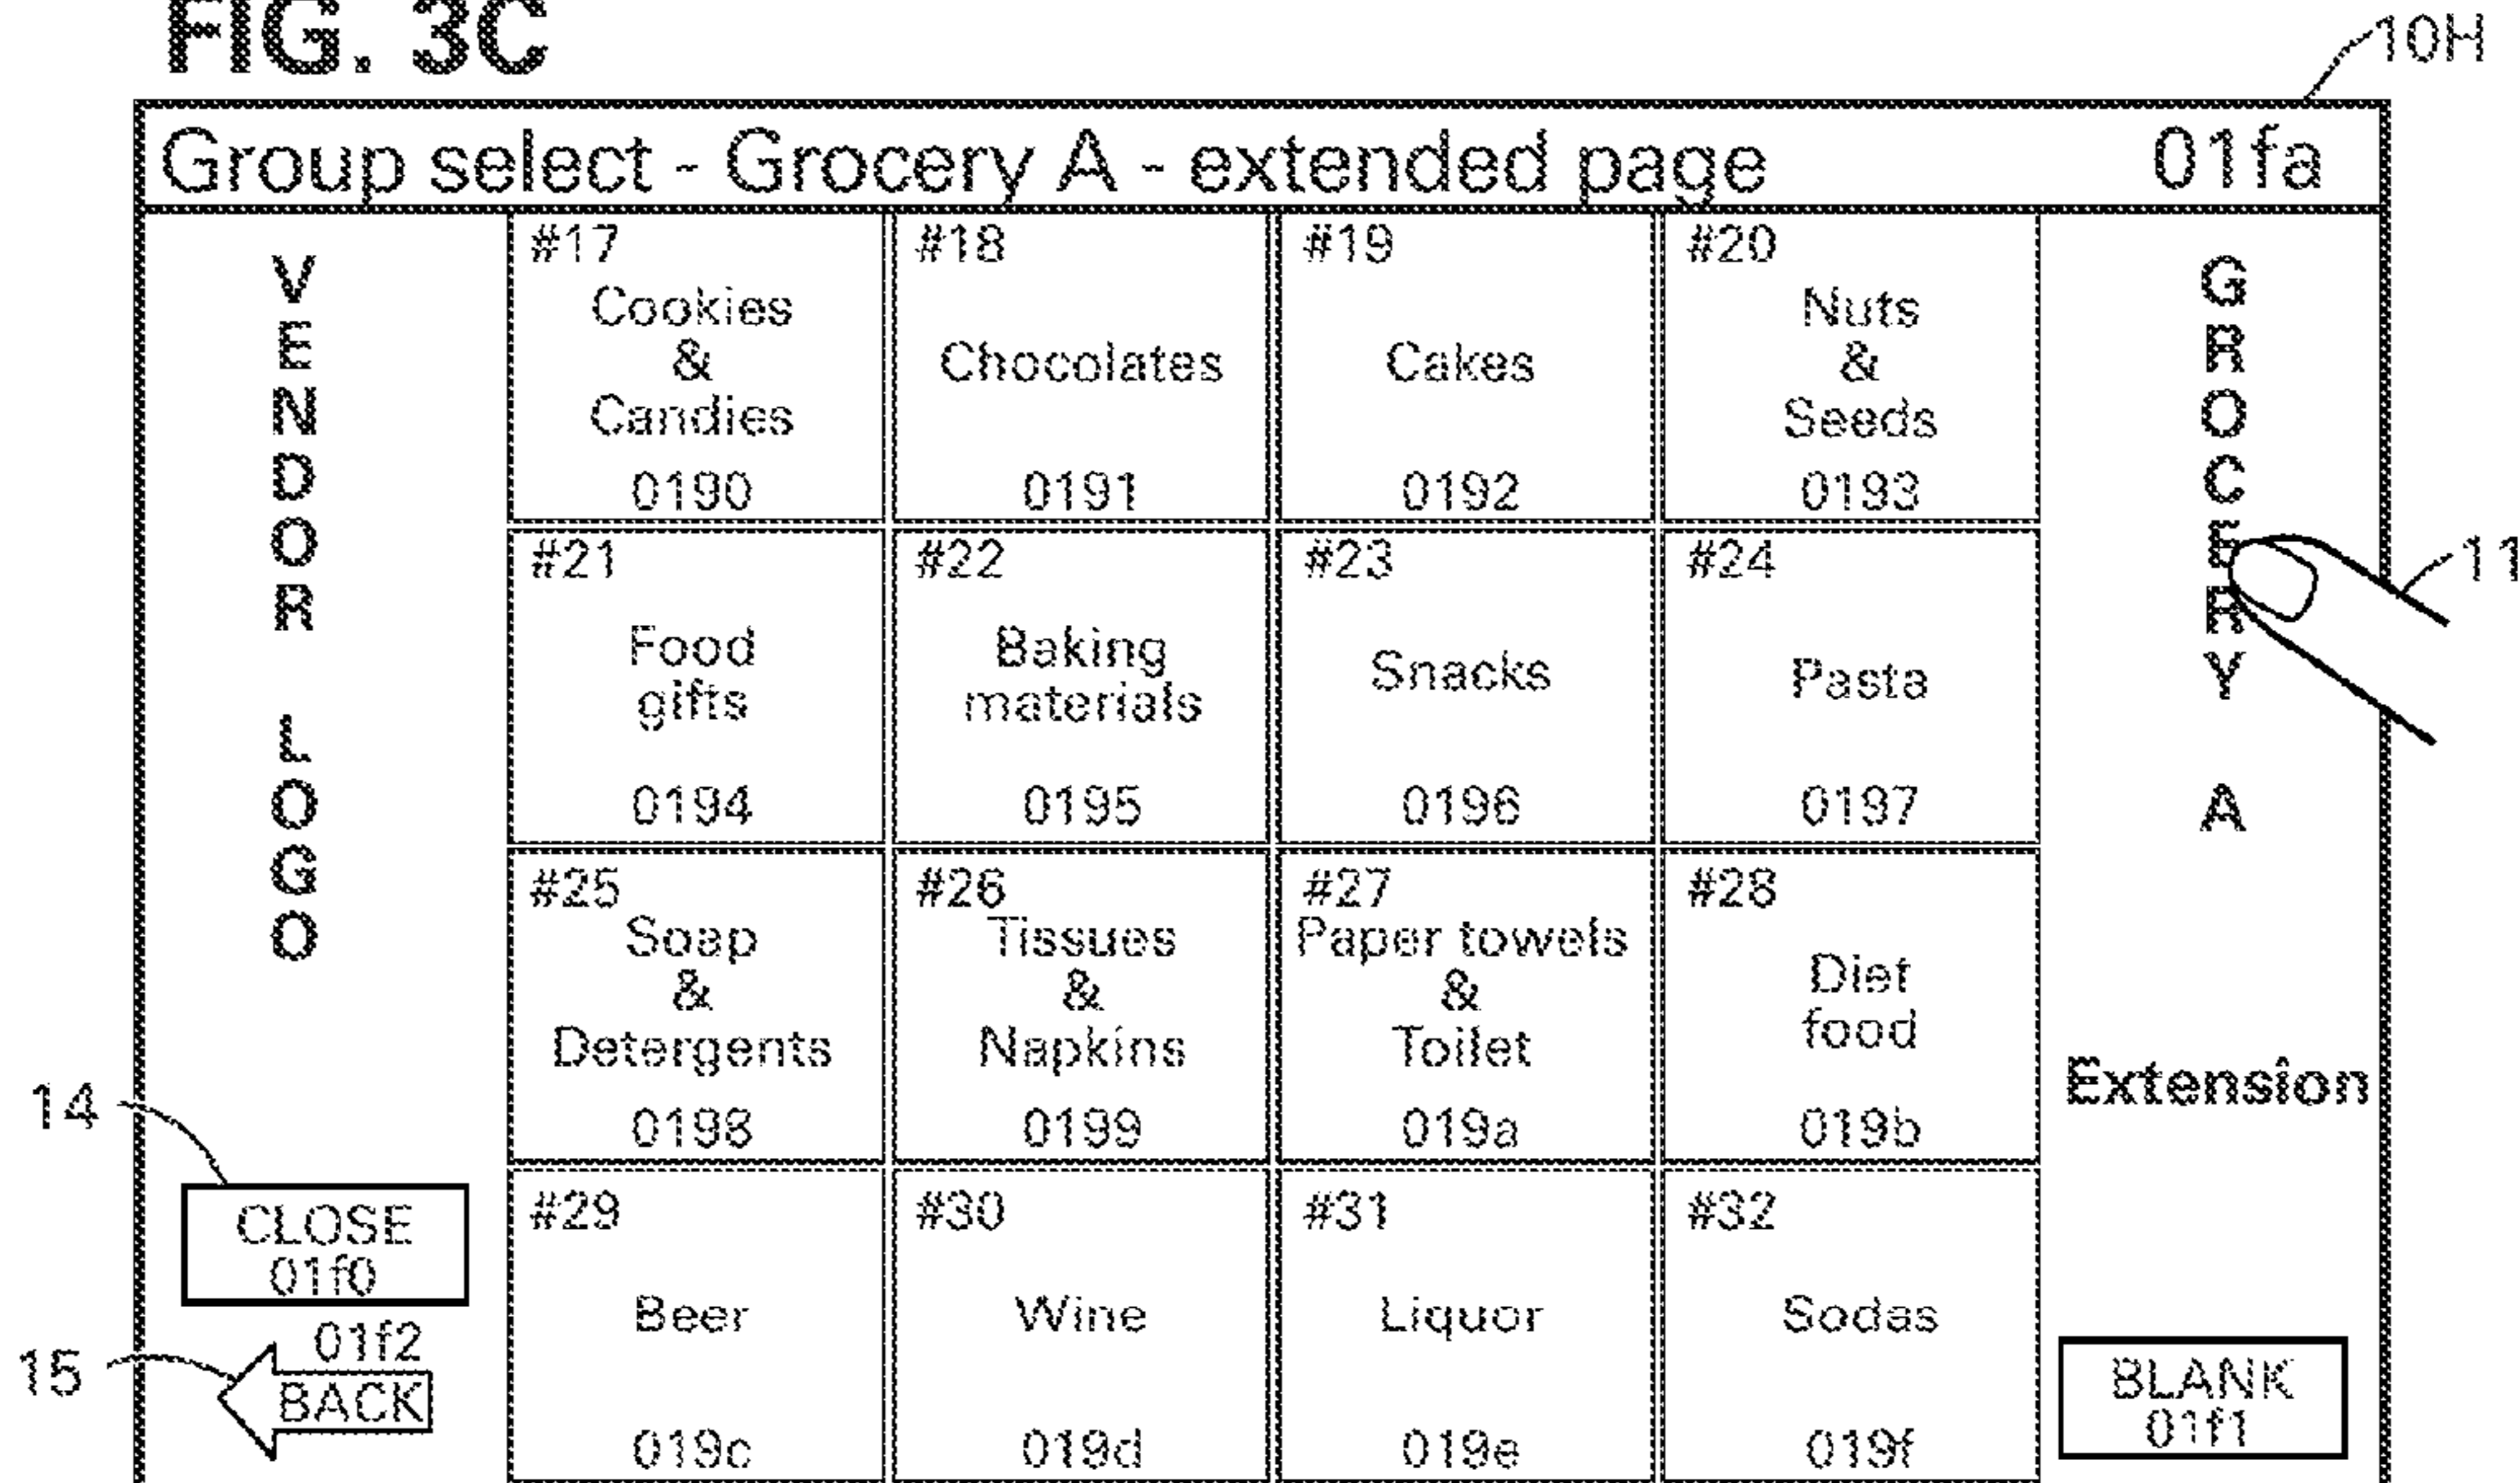 FIG. 3C
10H
Group select - Grocery A - extended page 01fa
VENDOR LOGO
#17
Cookies
&
Candies
0190
#18
Chocolates
0191
#19
Cakes
0192
#20
Nuts
&
Seeds
0193
#21
Food
gifts
0194
#22
Baking
materials
0195
#23
Snacks
0196
#24
Pasta
0197
#25
Soap
&
Detergents
0198
#26
Tissues
&
Napkins
0199
#27
Paper towels
&
Toilet
019a
#28
Diet
food
019b
#29
Beer
019c
#30
Wine
019d
#31
Liquor
019e
#32
Sodas
019f
GROCERY A
11
Extension
14
CLOSE
01f0
01f2
15
BACK
BLANK
01f1